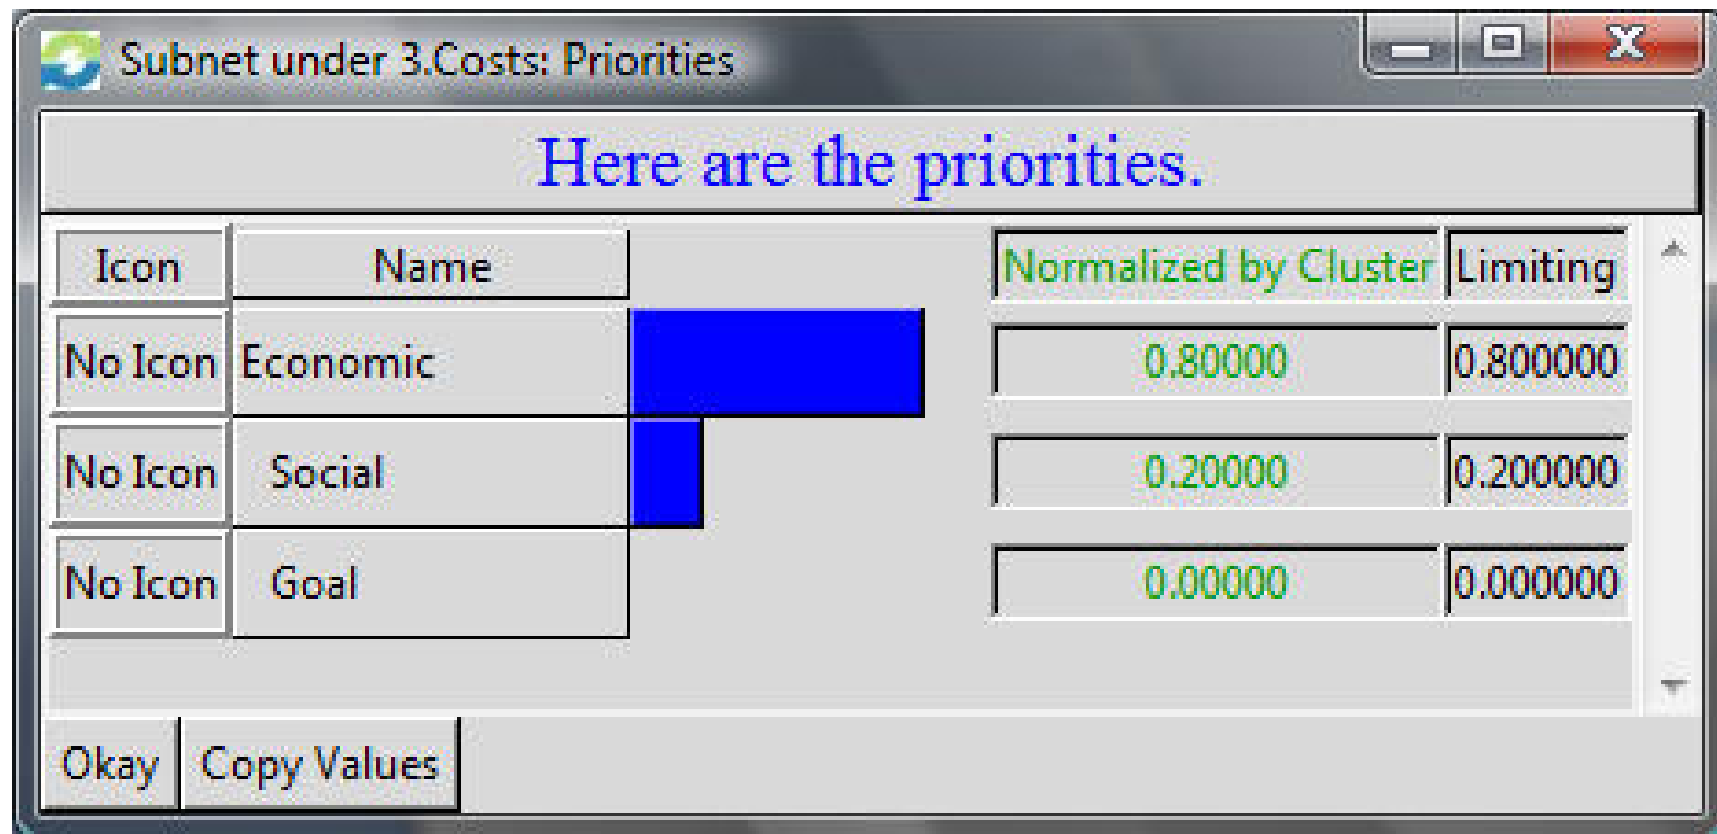 Subnet under 3.Costs: Priorities
Here are the priorities.
Icon Name Normalized by Cluster Limiting
No Icon Economic 0.80000 0.800000
No Icon Social 0.20000 0.200000
No Icon Goal 0.00000 0.000000
Okay Copy Values